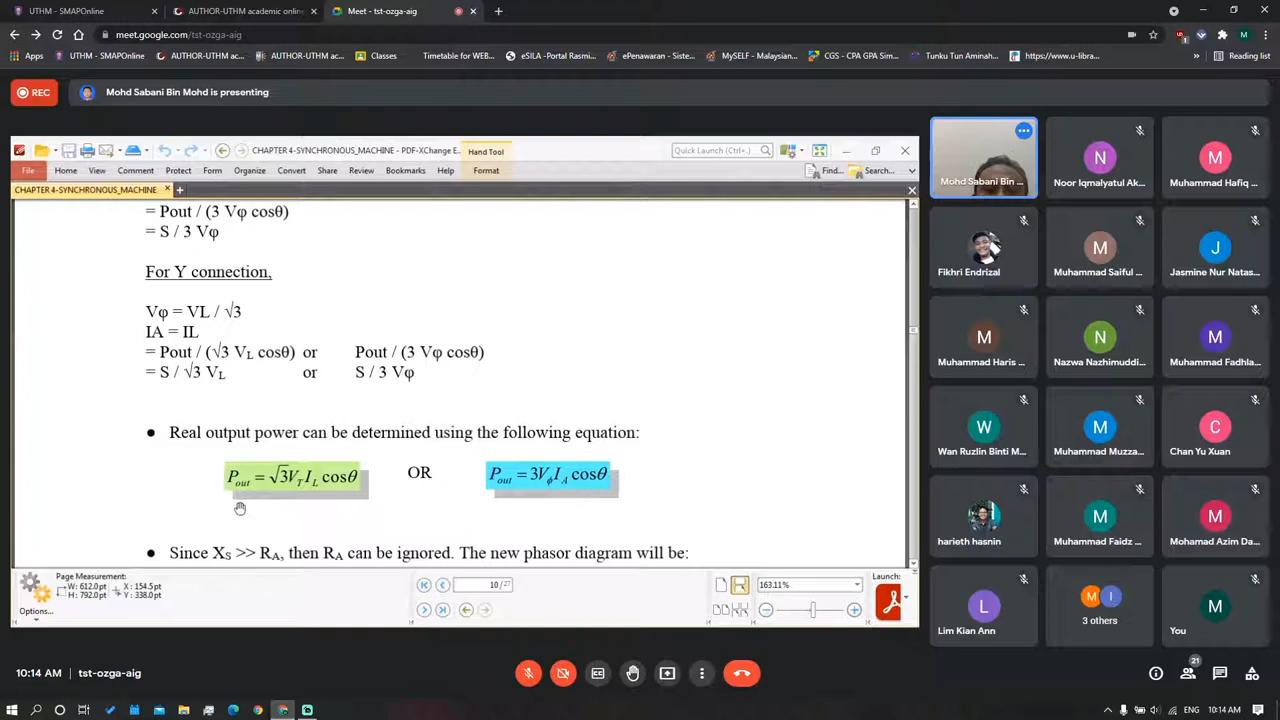 UTHM - SMAPOnline
AUTHOR-UTHM academic onlin
Meet - tst-ozga-aig
meet.google.com/tst-ozga-aig
M
Apps
UTHM - SMAPOnline
AUTHOR-UTHM ac...
AUTHOR-UTHM ac...
Classes
Timetable for WEB...
eSILA -Portal Rasmi...
ePenawaran - Siste...
MySELF - Malaysian...
CGS - CPA GPA Sim...
Tunku Tun Aminah...
https://www.u-libra...
»
Reading list
REC
Mohd Sabani Bin Mohd is presenting
CHAPTER 4-SYNCHRONOUS_MACHINE - PDF-XChange E...
Hand Tool
Quick Launch (Ctrl+.)
File
Home
View
Comment
Protect
Form
Organize
Convert
Share
Review
Bookmarks
Help
Format
Find...
Search...
CHAPTER 4-SYNCHRONOUS_MACHINE
= Pout / (3 Vφ cosθ)
= S / 3 Vφ
For Y connection,
Vφ = VL / √3
IA = IL
= Pout / (√3 VL cosθ) or Pout / (3 Vφ cosθ)
= S / √3 VL or S / 3 Vφ
● Real output power can be determined using the following equation:
Pout = √3VTIL cosθ OR Pout = 3VϕIA cosθ
● Since XS >> RA, then RA can be ignored. The new phasor diagram will be:
Options...
Page Measurement:
W: 612.0 pt
H: 792.0 pt
X: 154.5 pt
Y: 338.0 pt
10 / 27
163.11%
Launch:
Mohd Sabani Bin ...
N
Noor Iqmalyatul Ak...
M
Muhammad Hafiq ...
Fikhri Endrizal
M
Muhammad Saiful ...
J
Jasmine Nur Natas...
M
Muhammad Haris ...
N
Nazwa Nazhimuddi...
M
Muhammad Fadhla...
W
Wan Ruzlin Binti M...
M
Muhammad Muzza...
C
Chan Yu Xuan
harieth hasnin
M
Muhammad Faidz ...
M
Mohamad Azim Da...
L
Lim Kian Ann
M
I
3 others
M
You
10:14 AM
tst-ozga-aig
21
ENG
10:14 AM